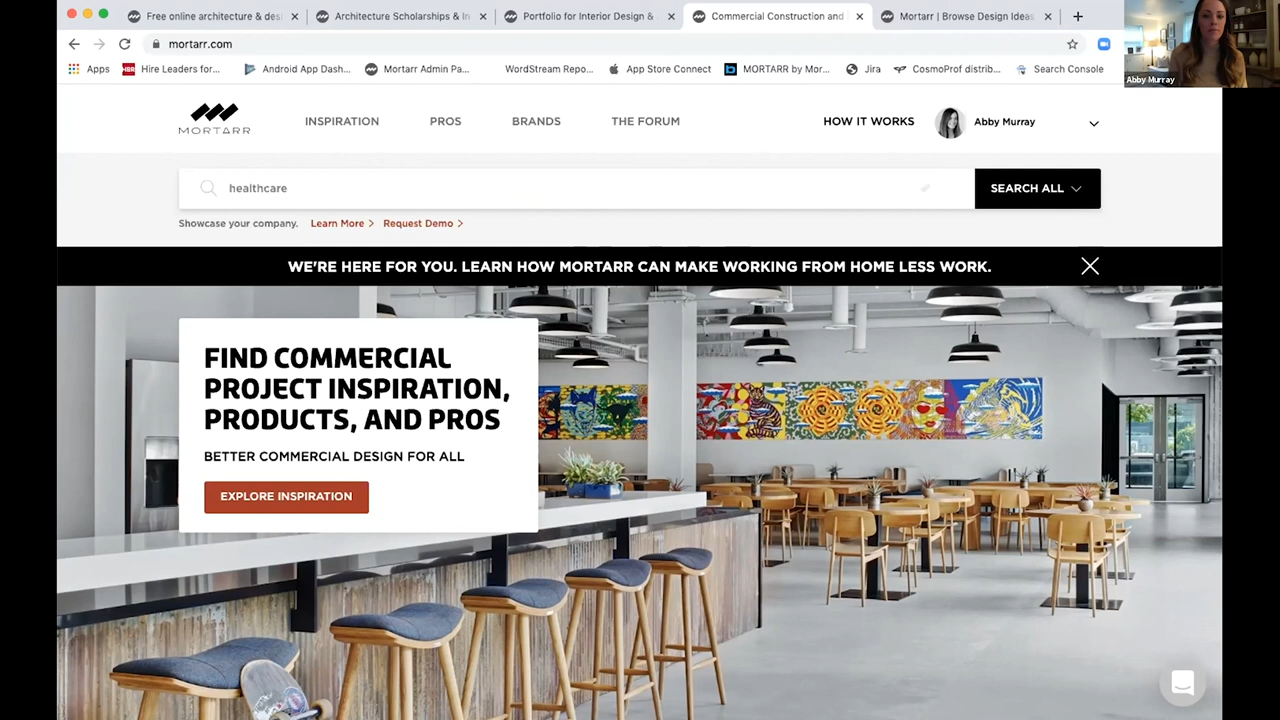 Free online architecture & desi
Architecture Scholarships & In
Portfolio for Interior Design &
Commercial Construction and
Mortarr | Browse Design Ideas
mortarr.com
Apps
HBR
Hire Leaders for...
Android App Dash...
Mortarr Admin Pa...
WordStream Repo...
App Store Connect
MORTARR by Mor...
Jira
CosmoProf distrib...
Search Console
Abby Murray
MORTARR
INSPIRATION
PROS
BRANDS
THE FORUM
HOW IT WORKS
Abby Murray
healthcare
SEARCH ALL
Showcase your company.
Learn More >
Request Demo >
WE'RE HERE FOR YOU. LEARN HOW MORTARR CAN MAKE WORKING FROM HOME LESS WORK.
FIND COMMERCIAL
PROJECT INSPIRATION,
PRODUCTS, AND PROS
BETTER COMMERCIAL DESIGN FOR ALL
EXPLORE INSPIRATION